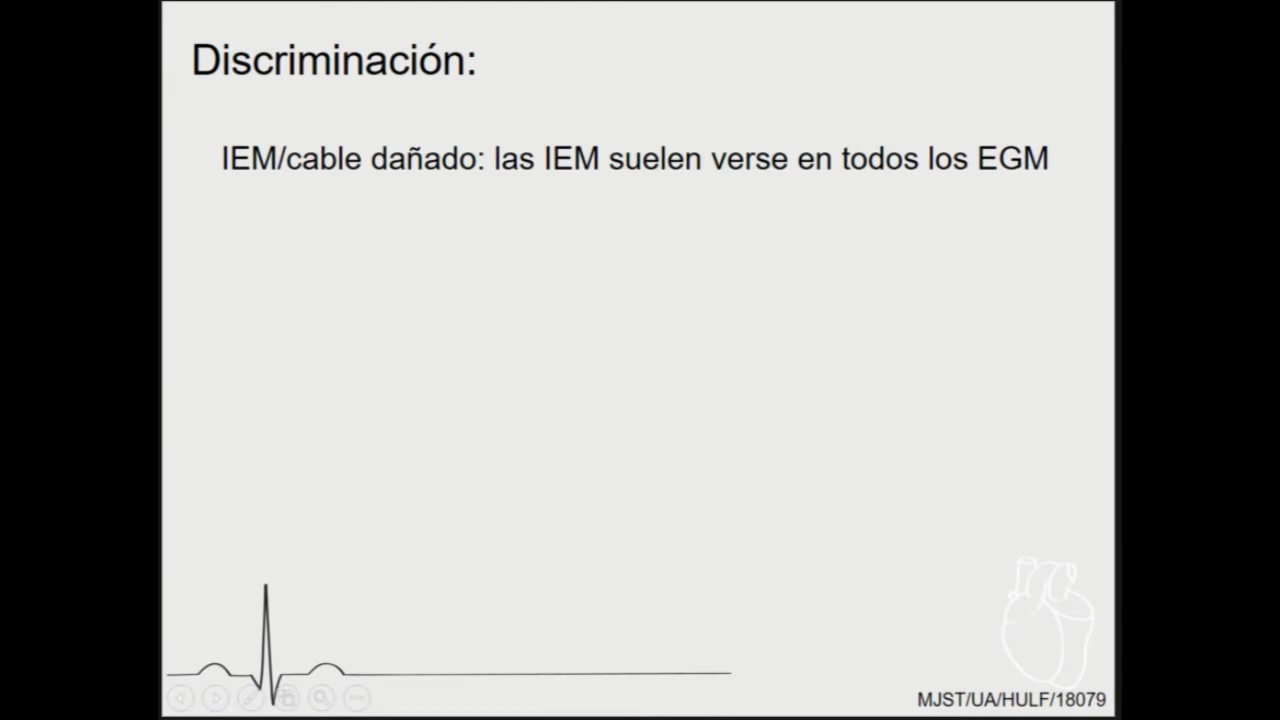 Discriminación:
IEM/cable dañado: las IEM suelen verse en todos los EGM
MJST/UA/HULF/18079